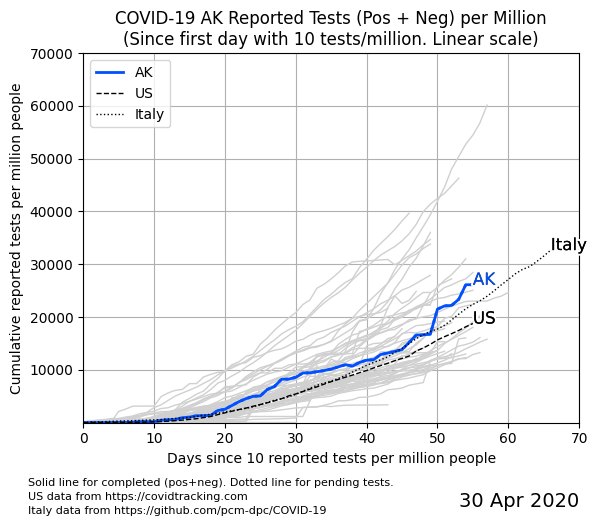 COVID-19 AK Reported Tests (Pos + Neg) per Million
(Since first day with 10 tests/million. Linear scale)
Cumulative reported tests per million people
70000
60000
50000
40000
30000
20000
10000
AK
US
Italy
Italy
AK
US
0 10 20 30 40 50 60 70
Days since 10 reported tests per million people
Solid line for completed (pos+neg). Dotted line for pending tests.
US data from https://covidtracking.com
Italy data from https://github.com/pcm-dpc/COVID-19
30 Apr 2020